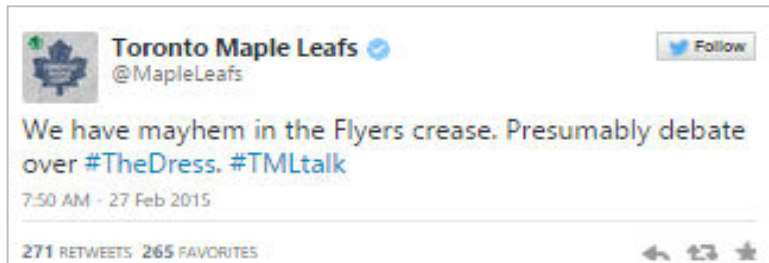 Toronto Maple Leafs
Follow
@MapleLeafs
We have mayhem in the Flyers crease. Presumably debate
over #TheDress. #TMLtalk
7:50 AM - 27 Feb 2015
271 RETWEETS 265 FAVORITES